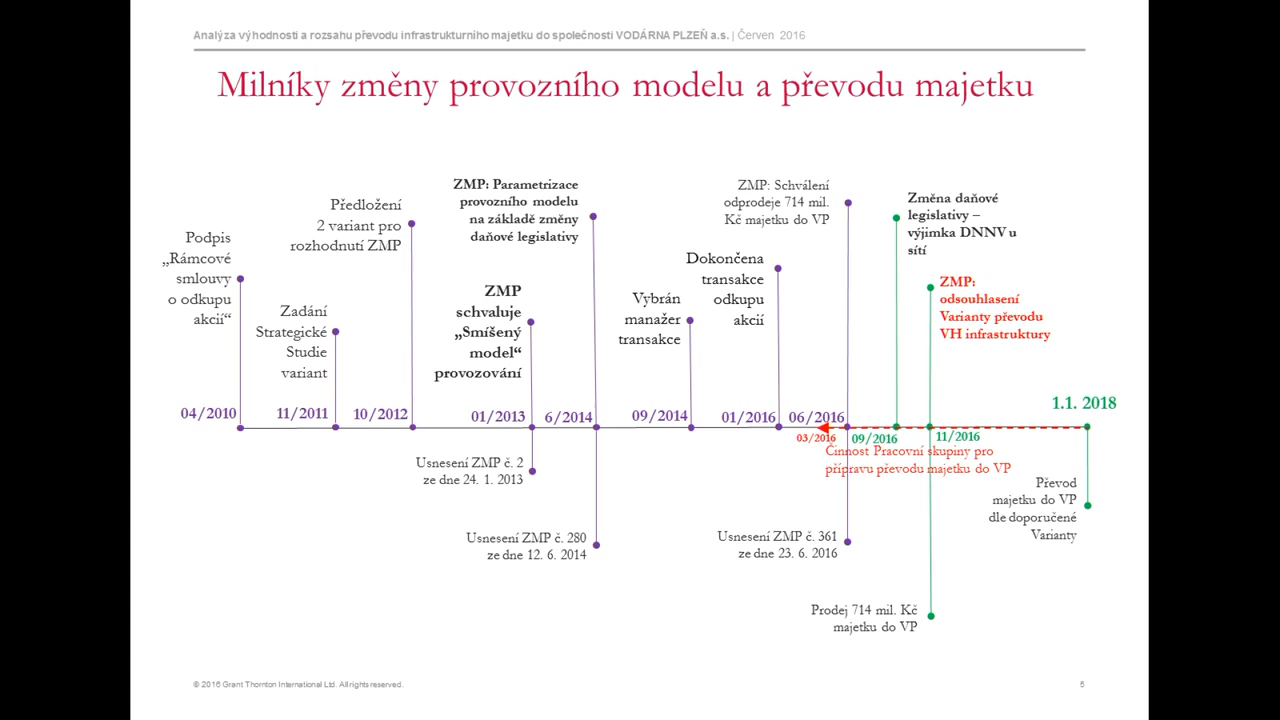 Analýza výhodnosti a rozsahu převodu infrastrukturního majetku do společnosti VODÁRNA PLZEŇ a.s. | Červen 2016
Milníky změny provozního modelu a převodu majetku
Podpis
„Rámcové
smlouvy
o odkupu
akcií“
Zadání
Strategické
Studie
variant
Předložení
2 variant pro
rozhodnutí ZMP
ZMP
schvaluje
„Smíšený
model“
provozování
ZMP: Parametrizace
provozního modelu
na základě změny
daňové legislativy
Vybrán
manažer
transakce
Dokončena
transakce
odkupu
akcií
ZMP: Schválení
odprodeje 714 mil.
Kč majetku do VP
Změna daňové
legislativy –
výjimka DNNV u
sítí
ZMP:
odsouhlasení
Varianty převodu
VH infrastruktury
04/2010
11/2011
10/2012
01/2013
6/2014
09/2014
01/2016
06/2016
1.1. 2018
03/2016
09/2016
11/2016
Činnost Pracovní skupiny pro
přípravu převodu majetku do VP
Usnesení ZMP č. 2
ze dne 24. 1. 2013
Usnesení ZMP č. 280
ze dne 12. 6. 2014
Usnesení ZMP č. 361
ze dne 23. 6. 2016
Převod
majetku do VP
dle doporučené
Varianty
Prodej 714 mil. Kč
majetku do VP
© 2016 Grant Thornton International Ltd. All rights reserved.
5